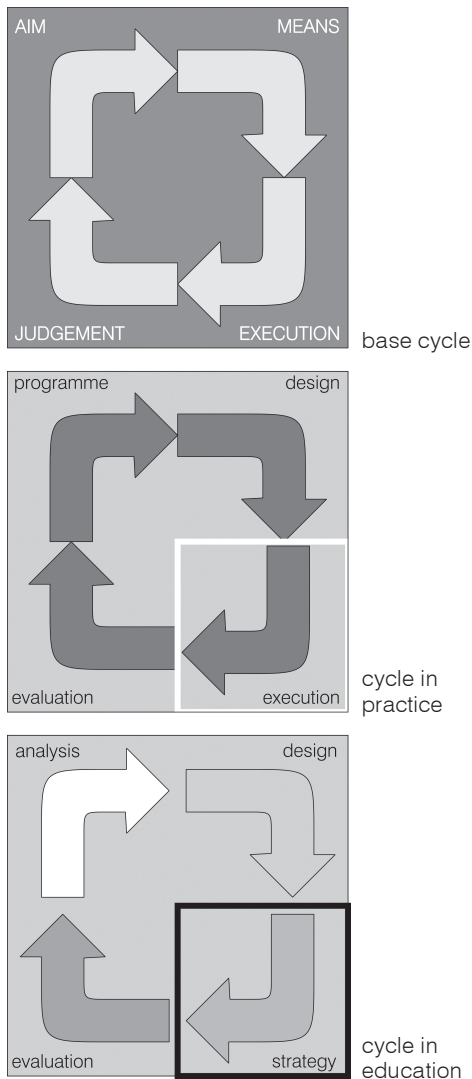 AIM MEANS
JUDGEMENT EXECUTION
base cycle
programme design
evaluation execution
cycle in
practice
analysis design
evaluation strategy
cycle in
education